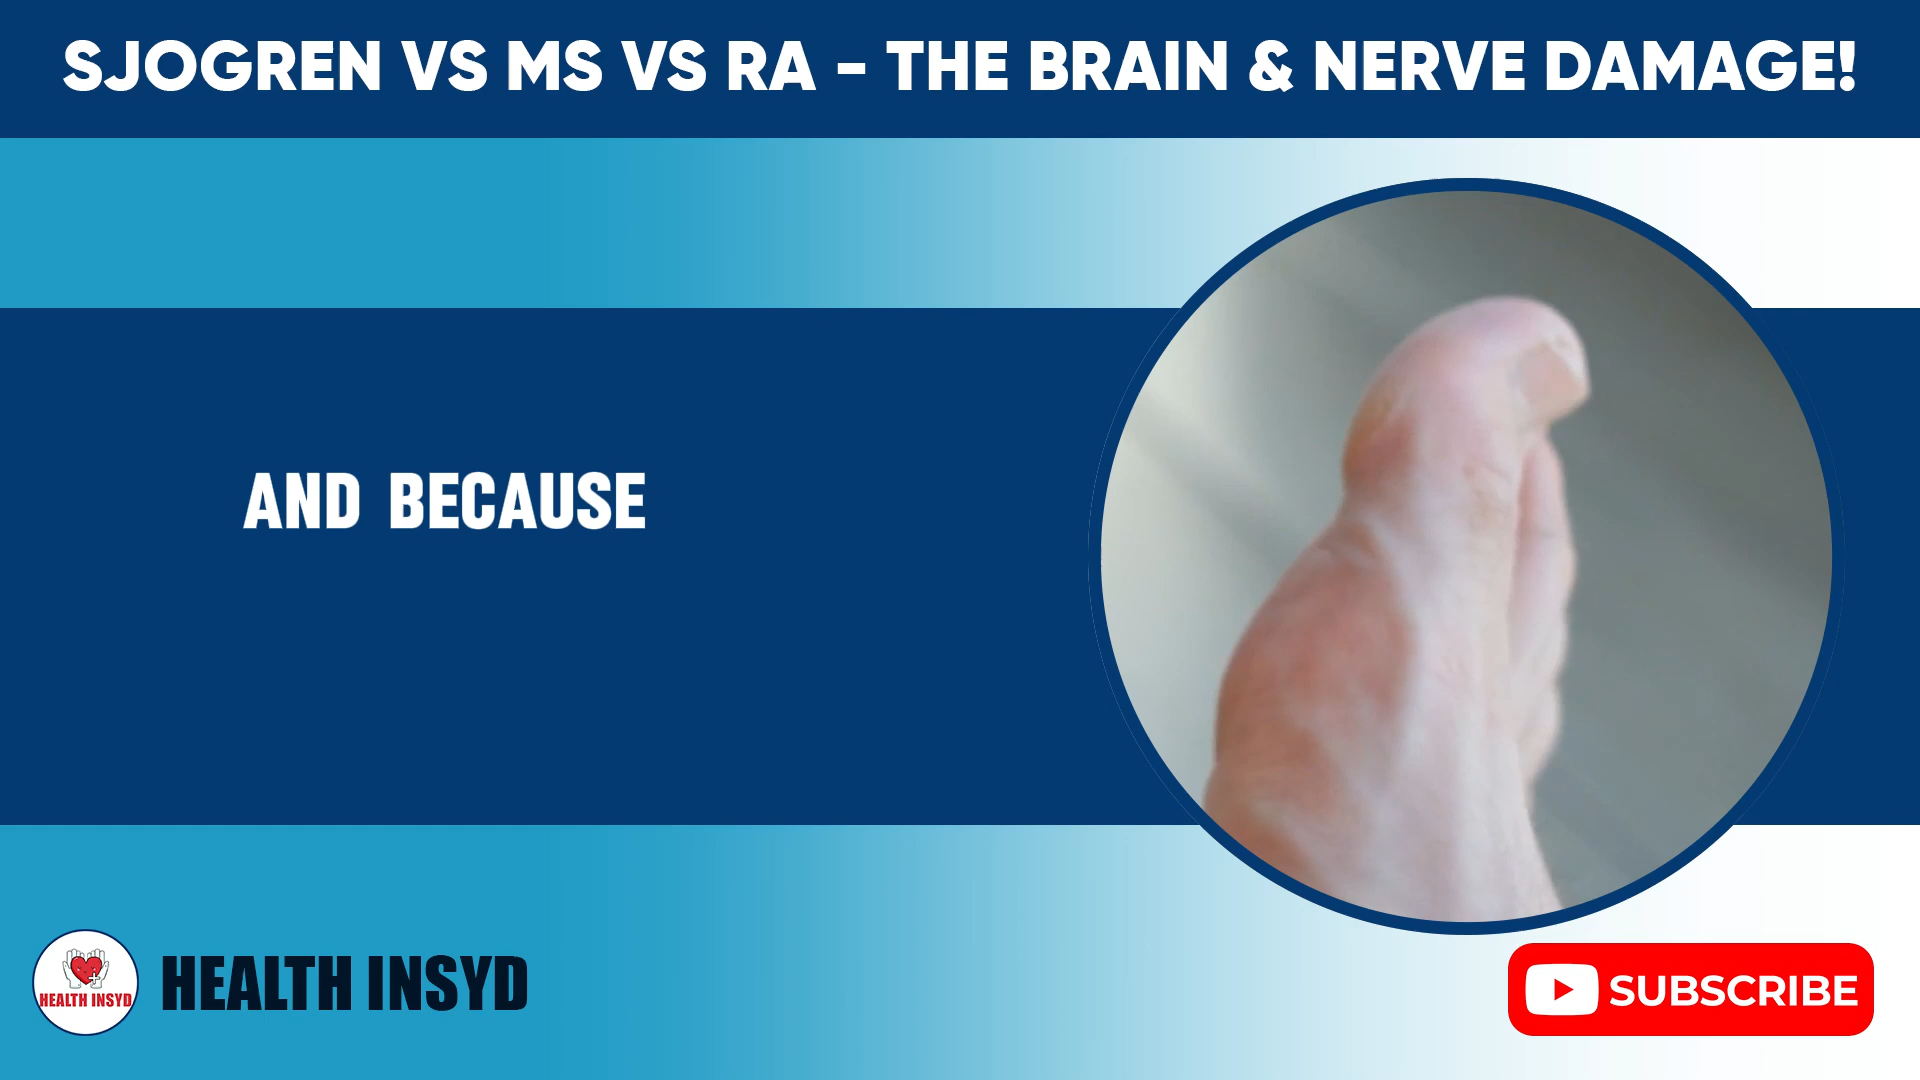 SJOGREN VS MS VS RA – THE BRAIN & NERVE DAMAGE!
AND BECAUSE
HEALTH INSYD
HEALTH INSYD
SUBSCRIBE